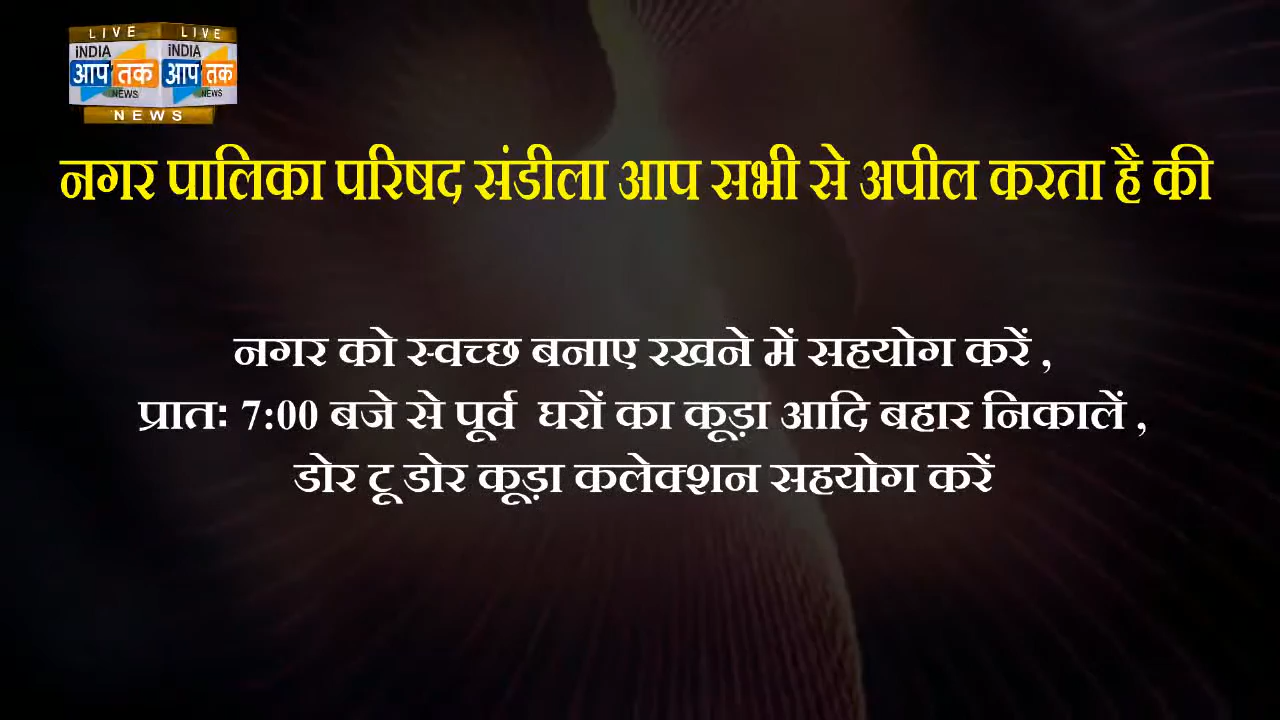 LIVE LIVE
INDIA INDIA
आप तक आप तक
NEWS NEWS
NEWS
नगर पालिका परिषद संडीला आप सभी से अपील करता है की
नगर को स्वच्छ बनाए रखने में सहयोग करें ,
प्रातः 7:00 बजे से पूर्व घरों का कूड़ा आदि बहार निकालें ,
डोर टू डोर कूड़ा कलेक्शन सहयोग करें